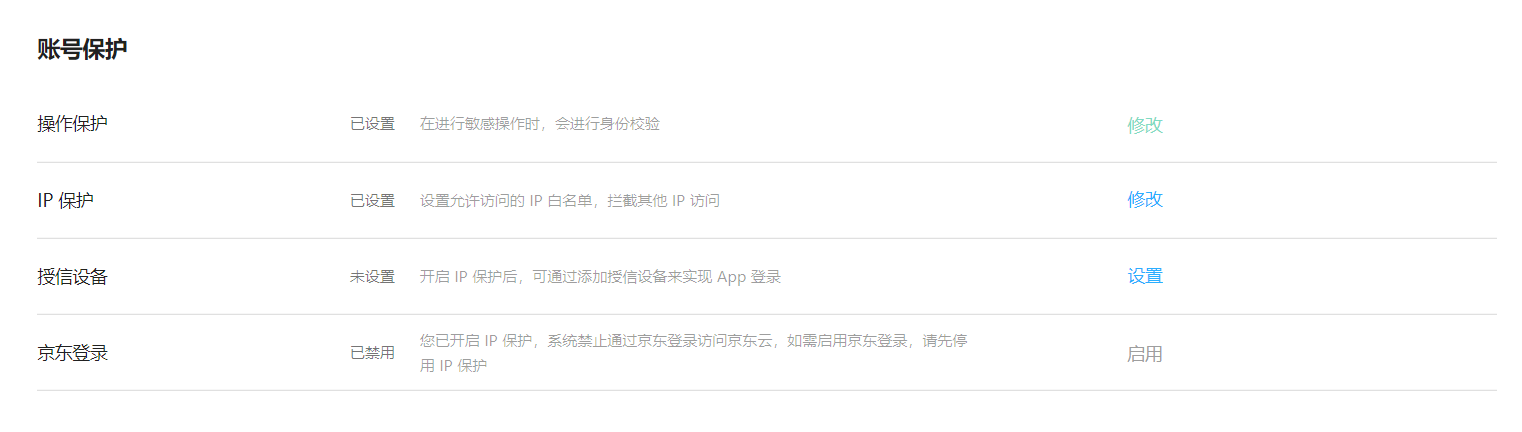 账号保护
操作保护 已设置 在进行敏感操作时，会进行身份校验 修改
IP 保护 已设置 设置允许访问的 IP 白名单，拦截其他 IP 访问 修改
授信设备 未设置 开启 IP 保护后，可通过添加授信设备来实现 App 登录 设置
京东登录 已禁用 您已开启 IP 保护，系统禁止通过京东登录访问京东云，如需启用京东登录，请先停 启用
用 IP 保护